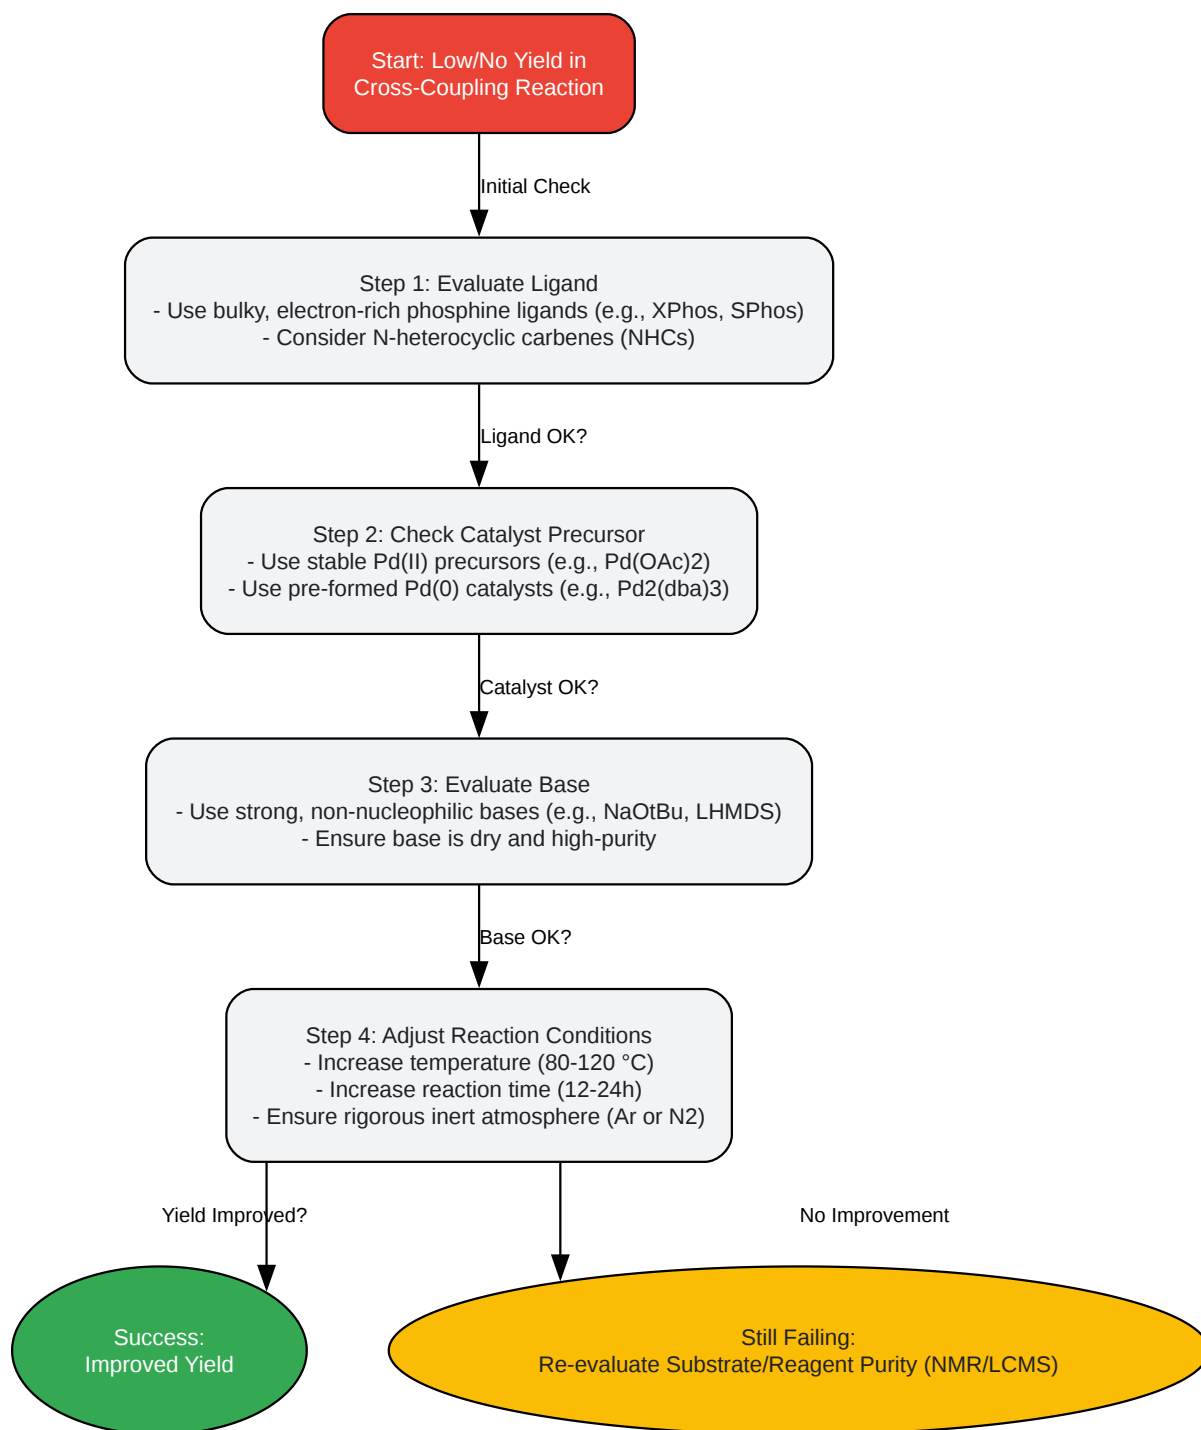 Start: Low/No Yield in
Cross-Coupling Reaction
Initial Check
Step 1: Evaluate Ligand
- Use bulky, electron-rich phosphine ligands (e.g., XPhos, SPhos)
- Consider N-heterocyclic carbenes (NHCs)
Ligand OK?
Step 2: Check Catalyst Precursor
- Use stable Pd(II) precursors (e.g., Pd(OAc)2)
- Use pre-formed Pd(0) catalysts (e.g., Pd2(dba)3)
Catalyst OK?
Step 3: Evaluate Base
- Use strong, non-nucleophilic bases (e.g., NaOtBu, LHMDS)
- Ensure base is dry and high-purity
Base OK?
Step 4: Adjust Reaction Conditions
- Increase temperature (80-120 °C)
- Increase reaction time (12-24h)
- Ensure rigorous inert atmosphere (Ar or N2)
Yield Improved?
No Improvement
Success:
Improved Yield
Still Failing:
Re-evaluate Substrate/Reagent Purity (NMR/LCMS)